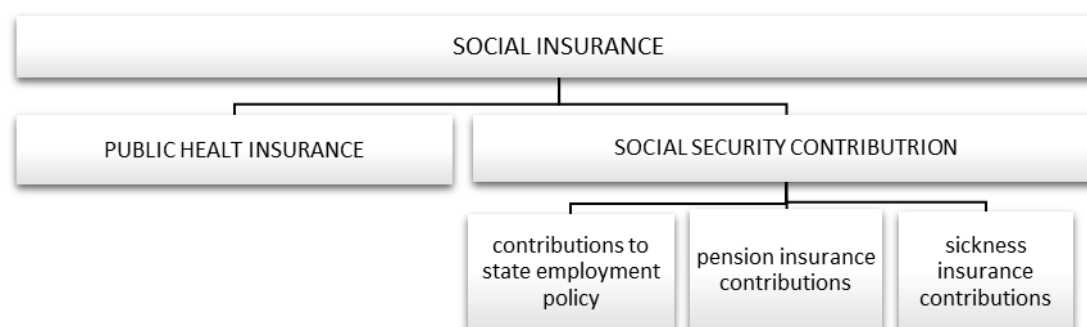 SOCIAL INSURANCE
PUBLIC HEALT INSURANCE
SOCIAL SECURITY CONTRIBUTRION
contributions to
state employment
policy
pension insurance
contributions
sickness
insurance
contributions